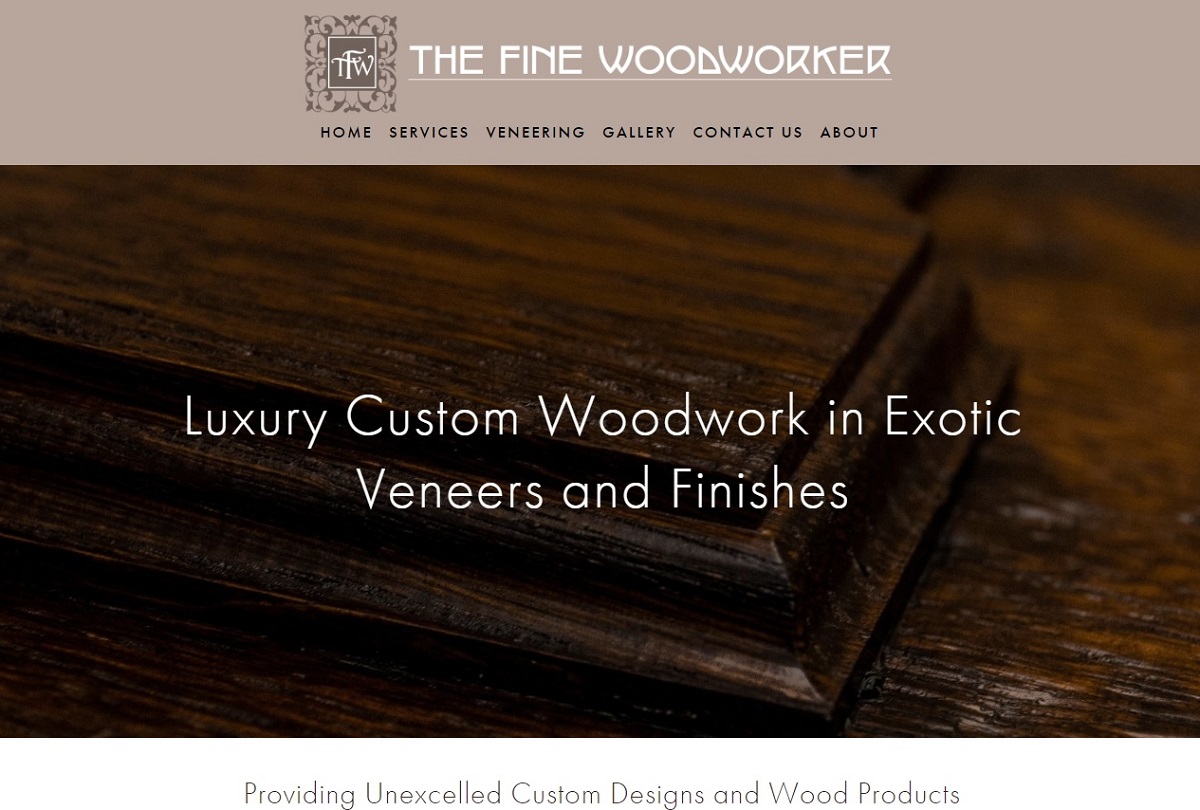 TFW
THE FINE WOODWORKER
HOME SERVICES VENEERING GALLERY CONTACT US ABOUT
Luxury Custom Woodwork in Exotic
Veneers and Finishes
Providing Unexcelled Custom Designs and Wood Products